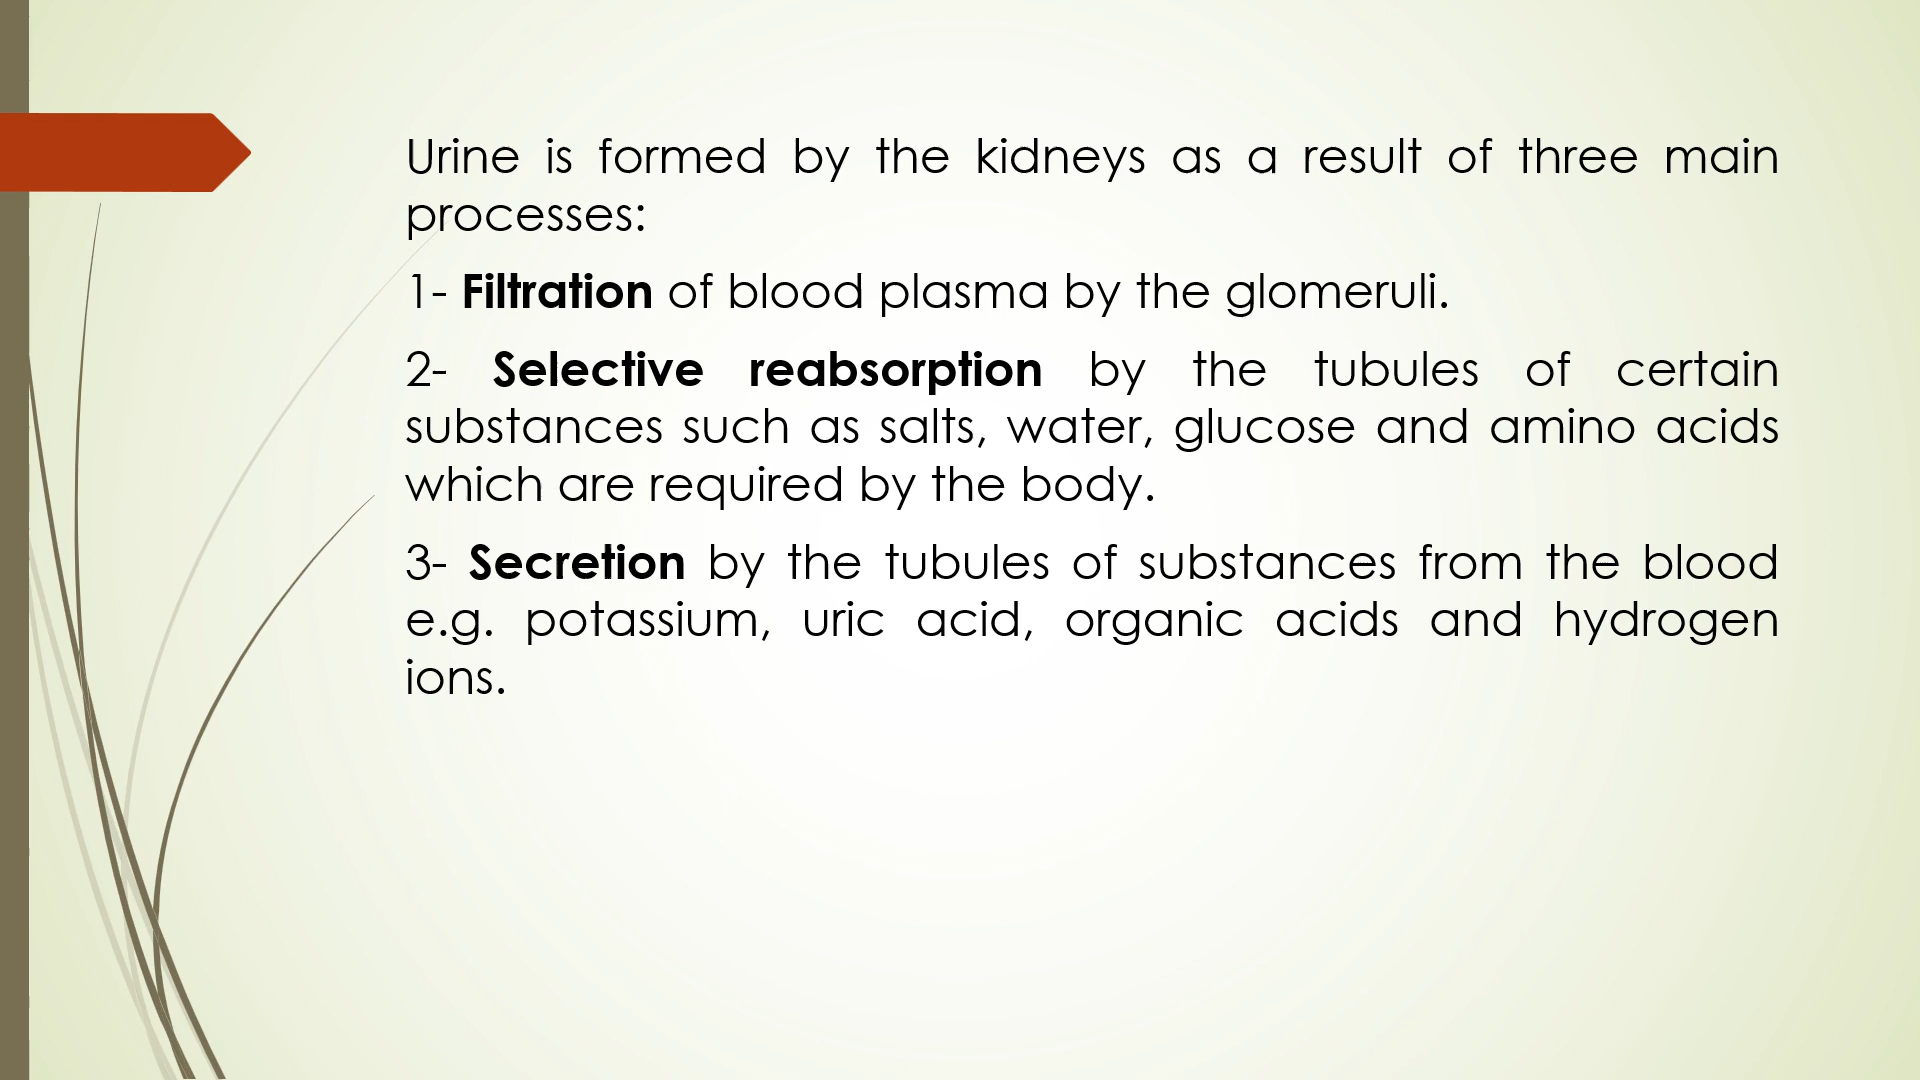 Urine is formed by the kidneys as a result of three main
processes:
1- Filtration of blood plasma by the glomeruli.
2- Selective reabsorption by the tubules of certain
substances such as salts, water, glucose and amino acids
which are required by the body.
3- Secretion by the tubules of substances from the blood
e.g. potassium, uric acid, organic acids and hydrogen
ions.